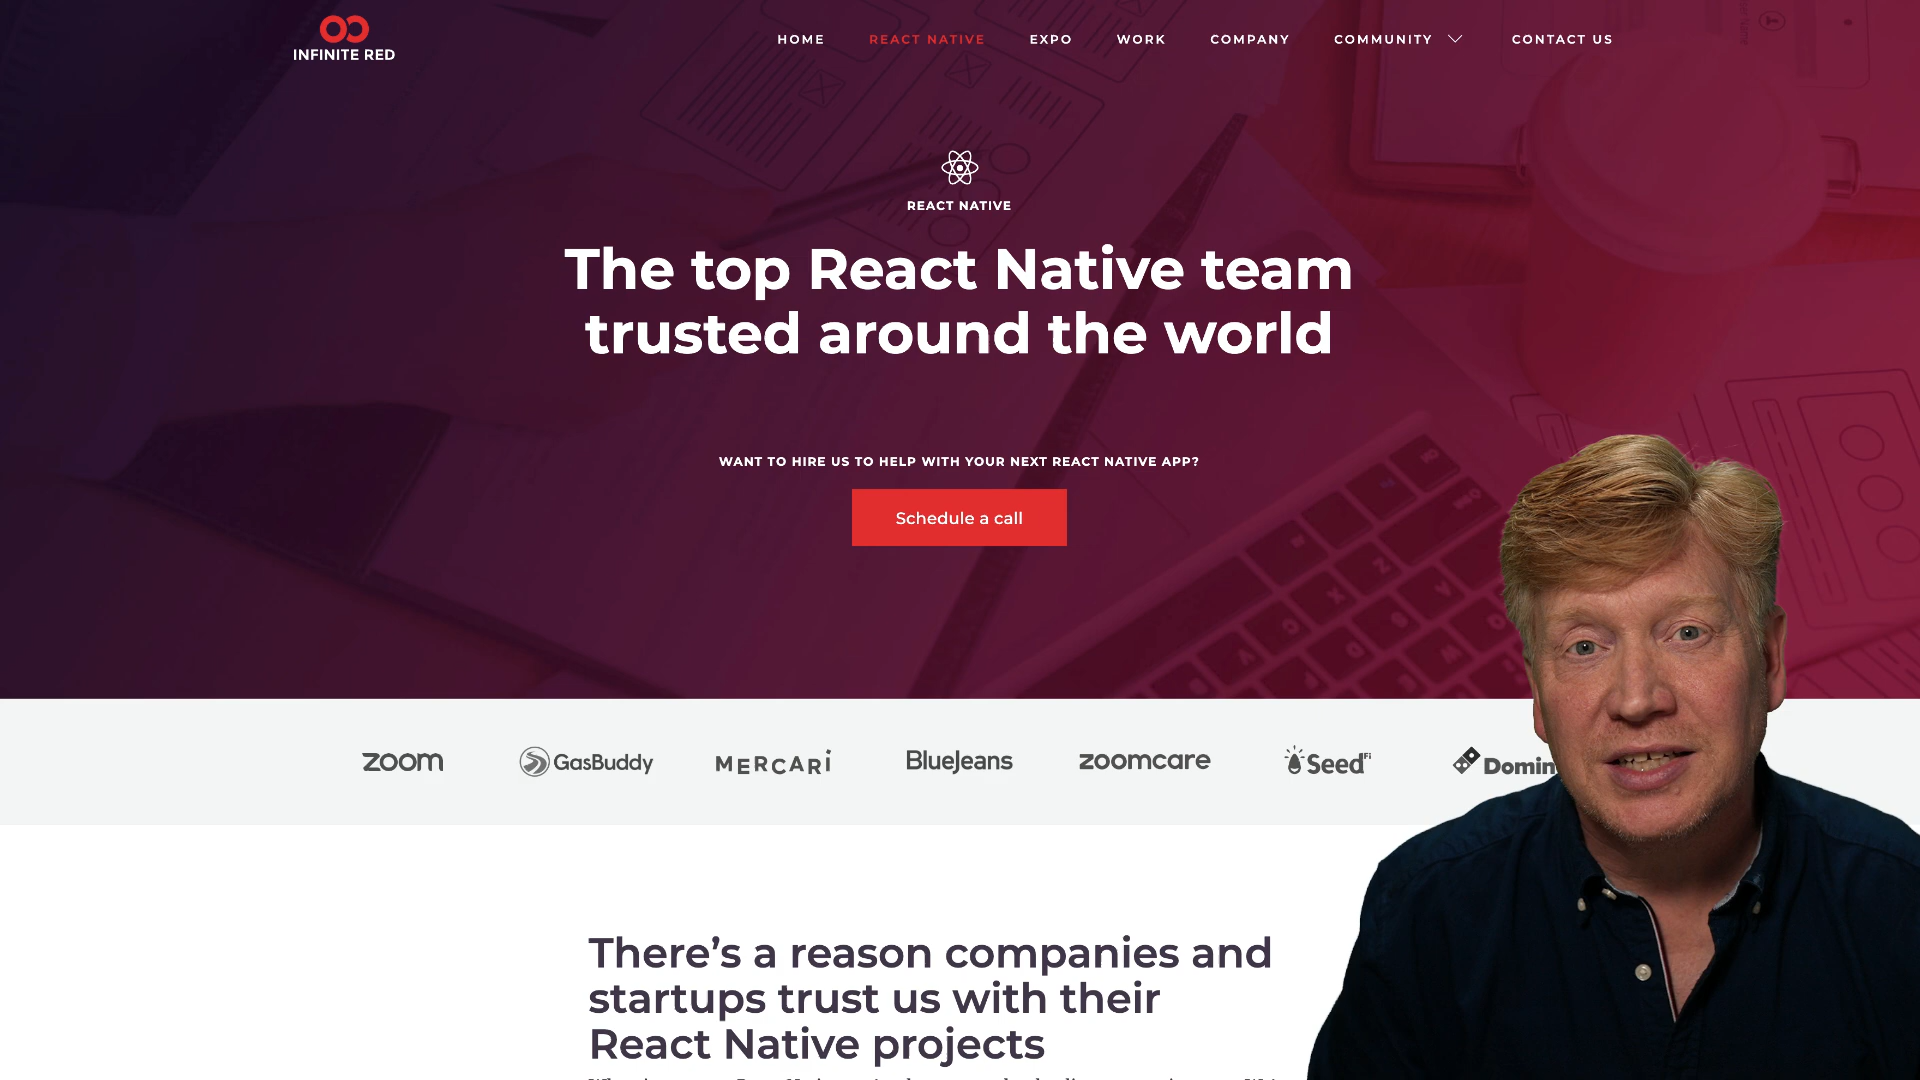 INFINITE RED
HOME REACT NATIVE EXPO WORK COMPANY COMMUNITY CONTACT US
REACT NATIVE
The top React Native team
trusted around the world
WANT TO HIRE US TO HELP WITH YOUR NEXT REACT NATIVE APP?
Schedule a call
zoom GasBuddy MERCARI BlueJeans zoomcare SeedFi Domin
There’s a reason companies and
startups trust us with their
React Native projects